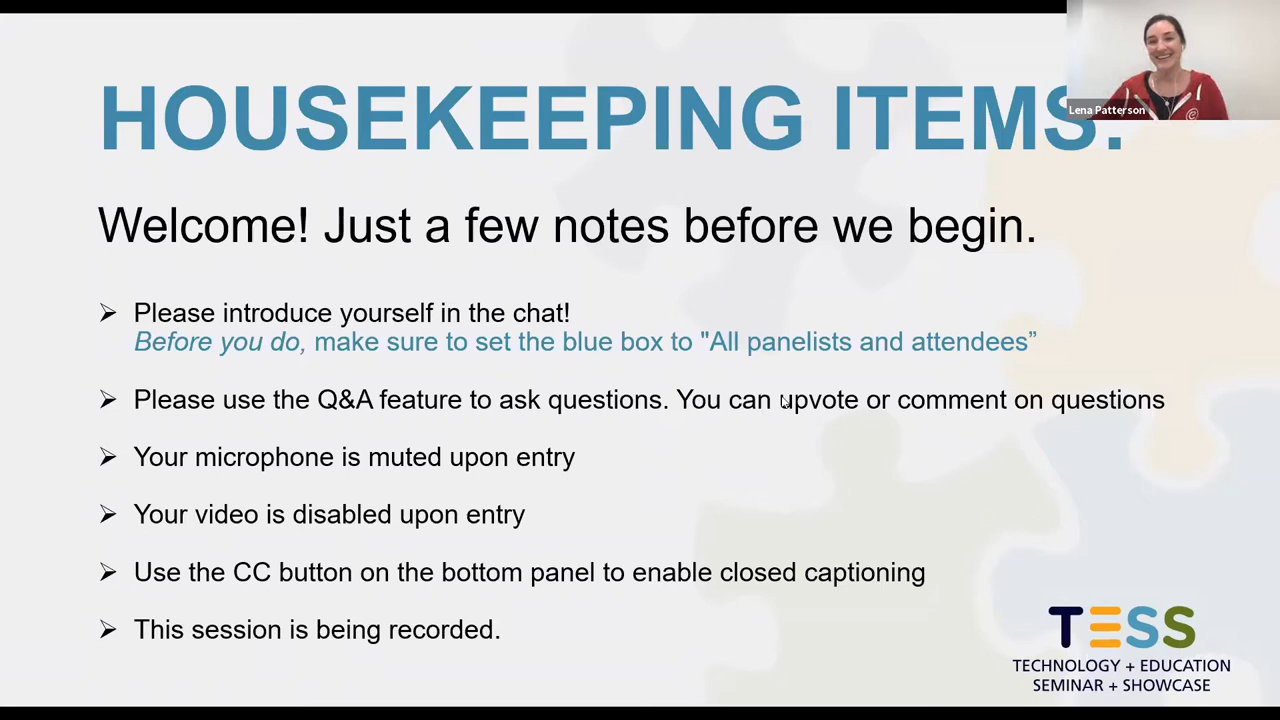 HOUSEKEEPING ITEMS:
Lena Patterson
Welcome! Just a few notes before we begin.
➢ Please introduce yourself in the chat!
Before you do, make sure to set the blue box to "All panelists and attendees”
➢ Please use the Q&A feature to ask questions. You can upvote or comment on questions
➢ Your microphone is muted upon entry
➢ Your video is disabled upon entry
➢ Use the CC button on the bottom panel to enable closed captioning
➢ This session is being recorded.
TESS
TECHNOLOGY + EDUCATION
SEMINAR + SHOWCASE